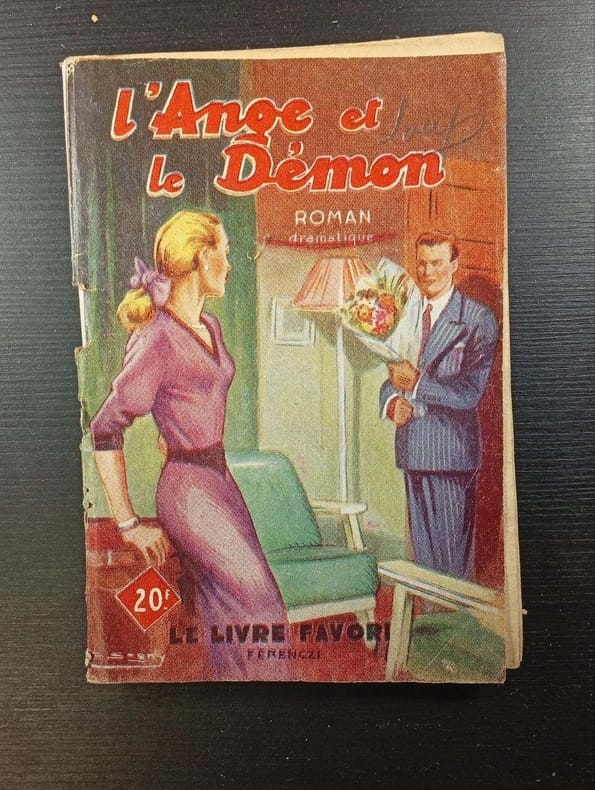 l'Ange et
le Démon
ROMAN
dramatique
20F
LE LIVRE FAVORI
FERENCZI